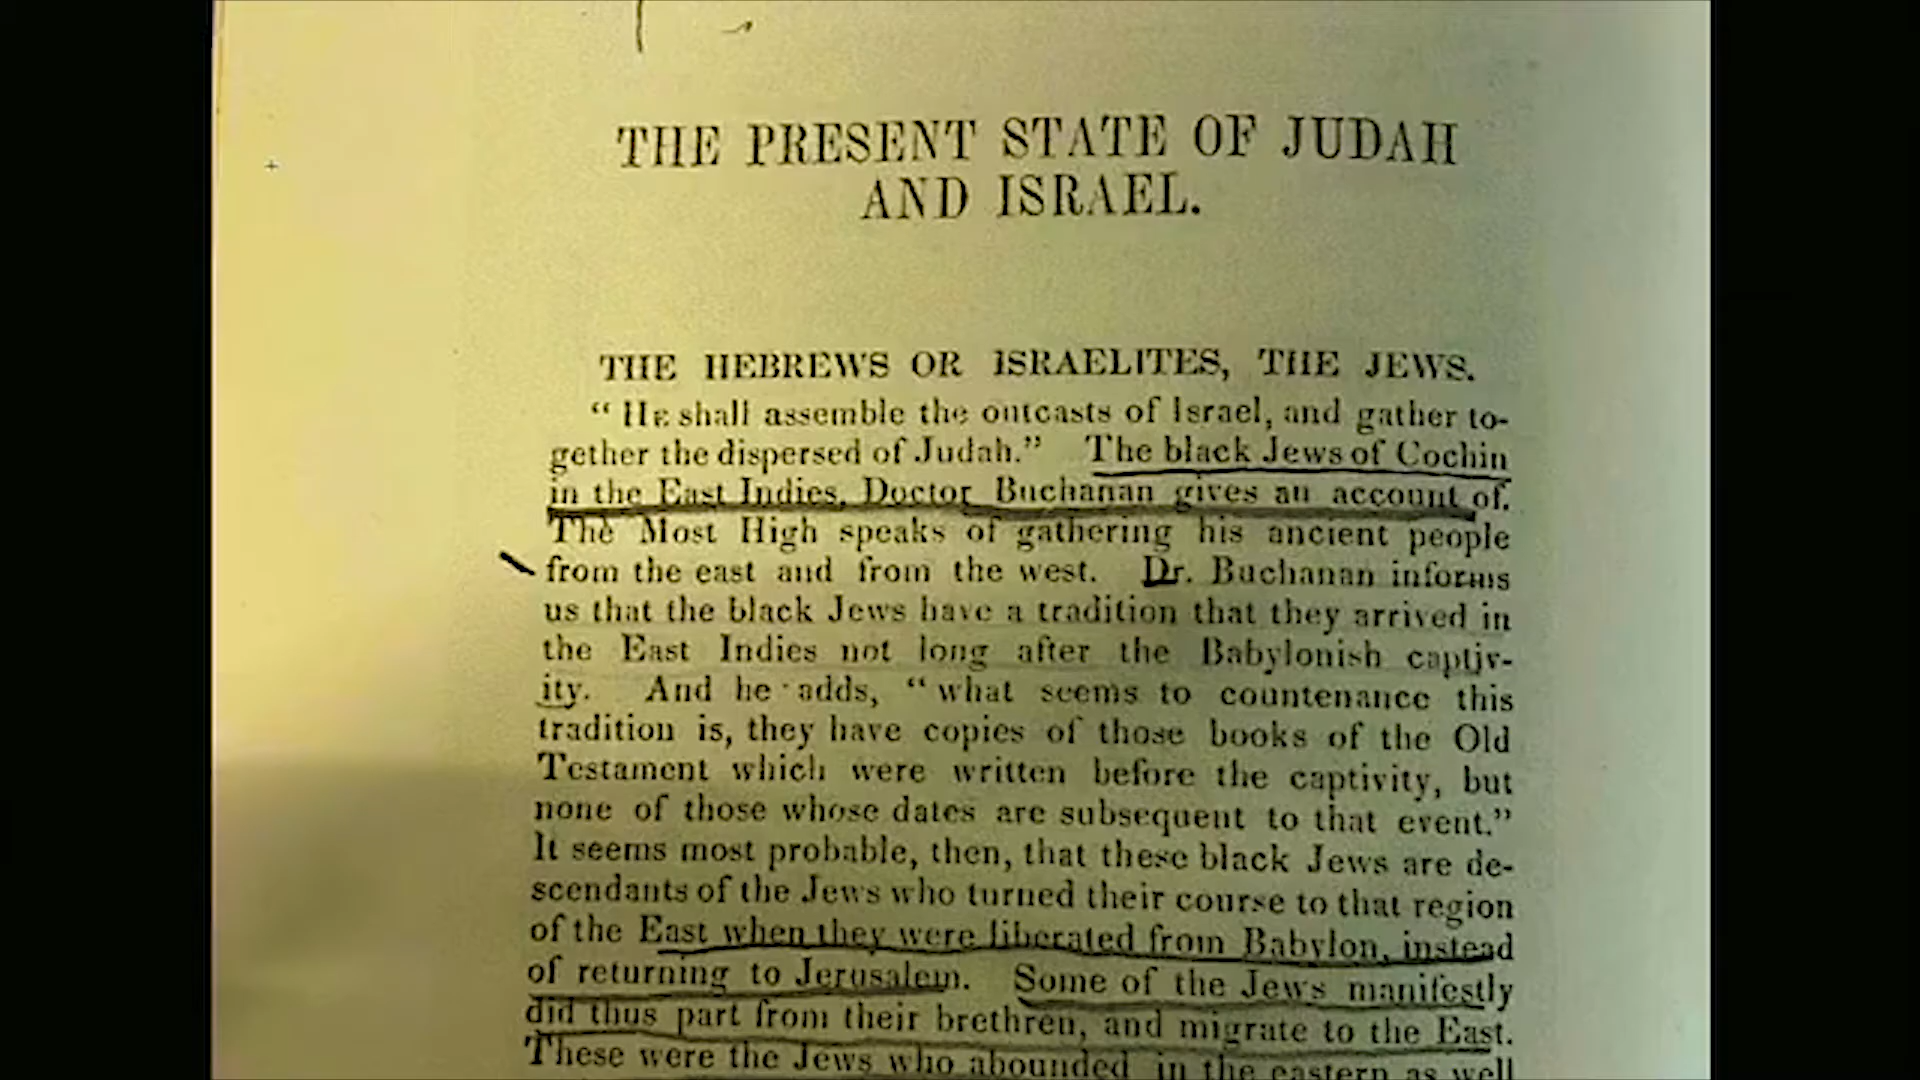 THE PRESENT STATE OF JUDAH
AND ISRAEL.
THE HEBREWS OR ISRAELITES, THE JEWS.
“ HE shall assemble the outcasts of Israel, and gather to-
gether the dispersed of Judah.” The black Jews of Cochin
in the East Indies, Doctor Buchanan gives an account of.
The Most High speaks of gathering his ancient people
from the east and from the west. Dr. Buchanan informs
us that the black Jews have a tradition that they arrived in
the East Indies not long after the Babylonish captiv-
ity. And he adds, “ what seems to countenance this
tradition is, they have copies of those books of the Old
Testament which were written before the captivity, but
none of those whose dates are subsequent to that event.”
It seems most probable, then, that these black Jews are de-
scendants of the Jews who turned their course to that region
of the East when they were liberated from Babylon, instead
of returning to Jerusalem. Some of the Jews manifestly
did thus part from their brethren, and migrate to the East.
These were the Jews who abounded in the eastern as well